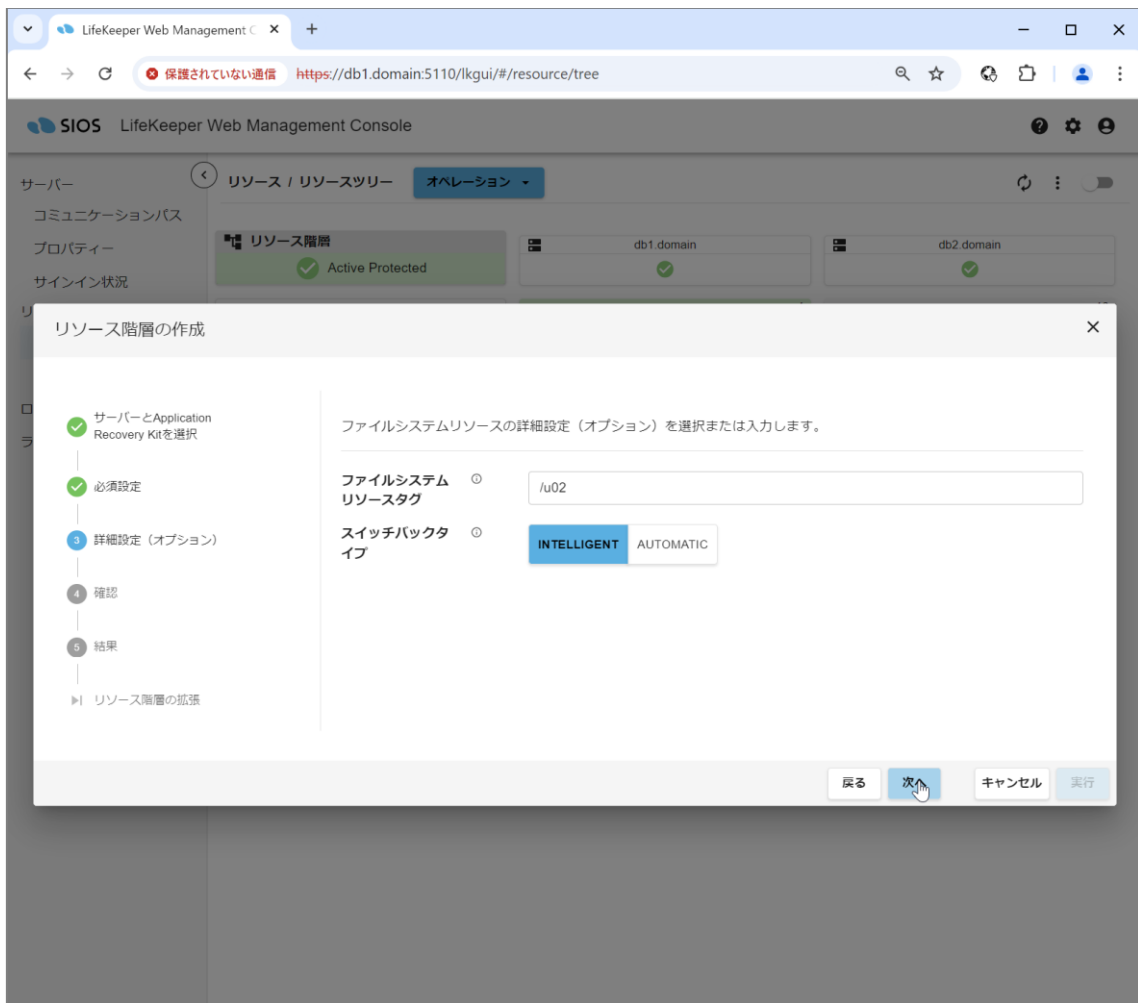 LifeKeeper Web Management C
保護されていない通信 https://db1.domain:5110/lkgui/#/resource/tree
SIOS LifeKeeper Web Management Console
サーバー
コミュニケーションパス
プロパティー
サインイン状況
リソース / リソースツリー オペレーション
リソース階層
Active Protected
db1.domain
db2.domain
リソース階層の作成
サーバーとApplication
Recovery Kitを選択
必須設定
3 詳細設定（オプション）
4 確認
5 結果
リソース階層の拡張
ファイルシステムリソースの詳細設定（オプション）を選択または入力します。
ファイルシステム
リソースタグ
/u02
スイッチバックタ
イプ
INTELLIGENT AUTOMATIC
戻る 次へ キャンセル 実行